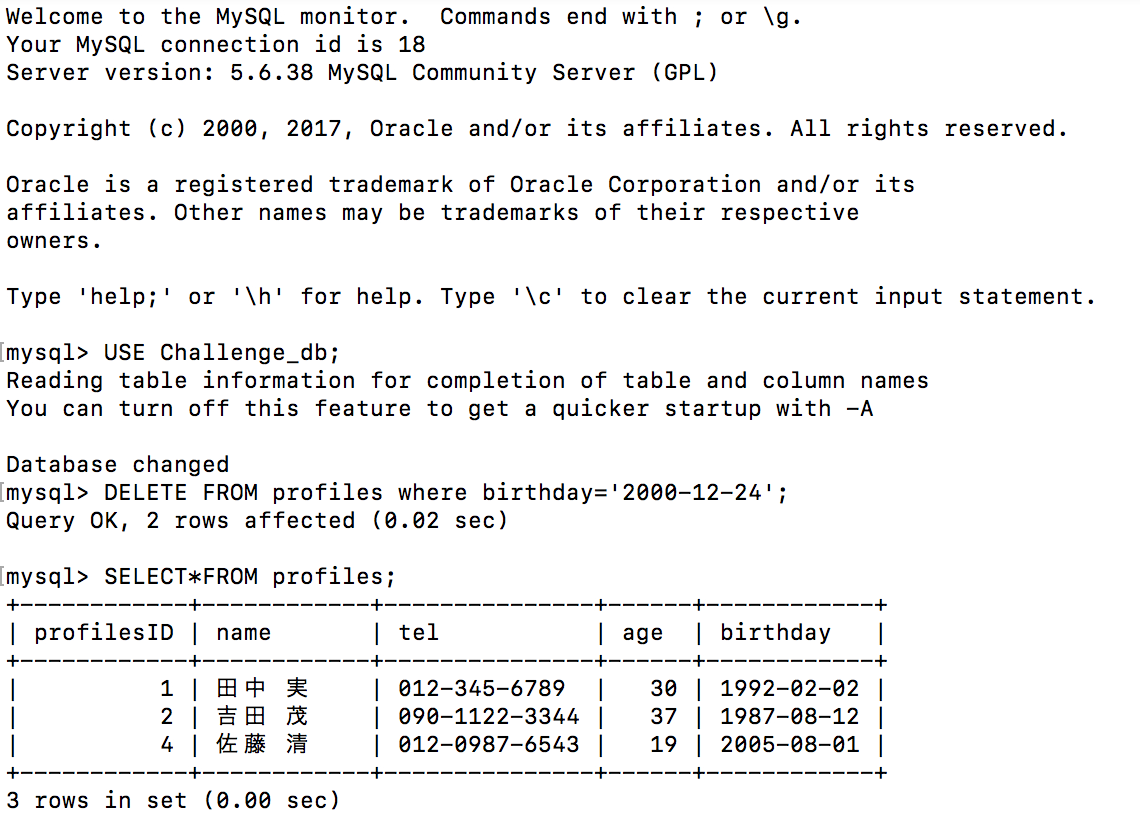 Welcome to the MySQL monitor.  Commands end with ; or \g.
Your MySQL connection id is 18
Server version: 5.6.38 MySQL Community Server (GPL)

Copyright (c) 2000, 2017, Oracle and/or its affiliates. All rights reserved.

Oracle is a registered trademark of Oracle Corporation and/or its
affiliates. Other names may be trademarks of their respective
owners.

Type 'help;' or '\h' for help. Type '\c' to clear the current input statement.

[mysql> USE Challenge_db;
Reading table information for completion of table and column names
You can turn off this feature to get a quicker startup with -A

Database changed
[mysql> DELETE FROM profiles where birthday='2000-12-24';
Query OK, 2 rows affected (0.02 sec)

[mysql> SELECT*FROM profiles;
+------------+------------+---------------+------+------------+
| profilesID | name       | tel           | age  | birthday   |
+------------+------------+---------------+------+------------+
|          1 | 田中 実    | 012-345-6789  |   30 | 1992-02-02 |
|          2 | 吉田 茂    | 090-1122-3344 |   37 | 1987-08-12 |
|          4 | 佐藤 清    | 012-0987-6543 |   19 | 2005-08-01 |
+------------+------------+---------------+------+------------+
3 rows in set (0.00 sec)